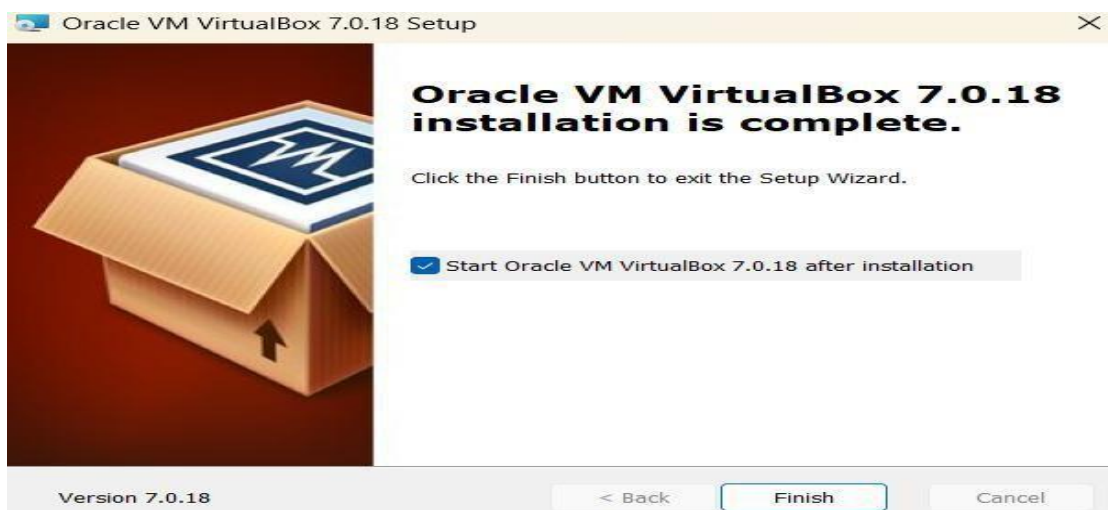 Oracle VM VirtualBox 7.0.18 Setup
Oracle VM VirtualBox 7.0.18
installation is complete.
Click the Finish button to exit the Setup Wizard.
Start Oracle VM VirtualBox 7.0.18 after installation
Version 7.0.18
< Back
Finish
Cancel